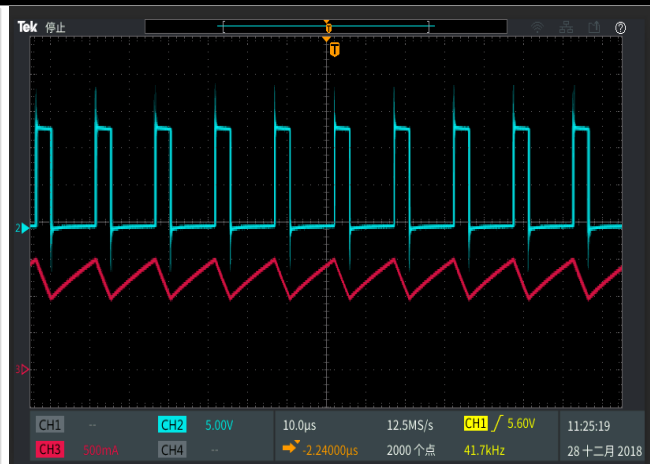 Tek 停止
T
T
2
3
CH1 -- CH2 5.00V 10.0μs 12.5MS/s CH1 5.60V 11:25:19
CH3 500mA CH4 -- -2.24000μs 2000 个点 41.7kHz 28 十二月 2018